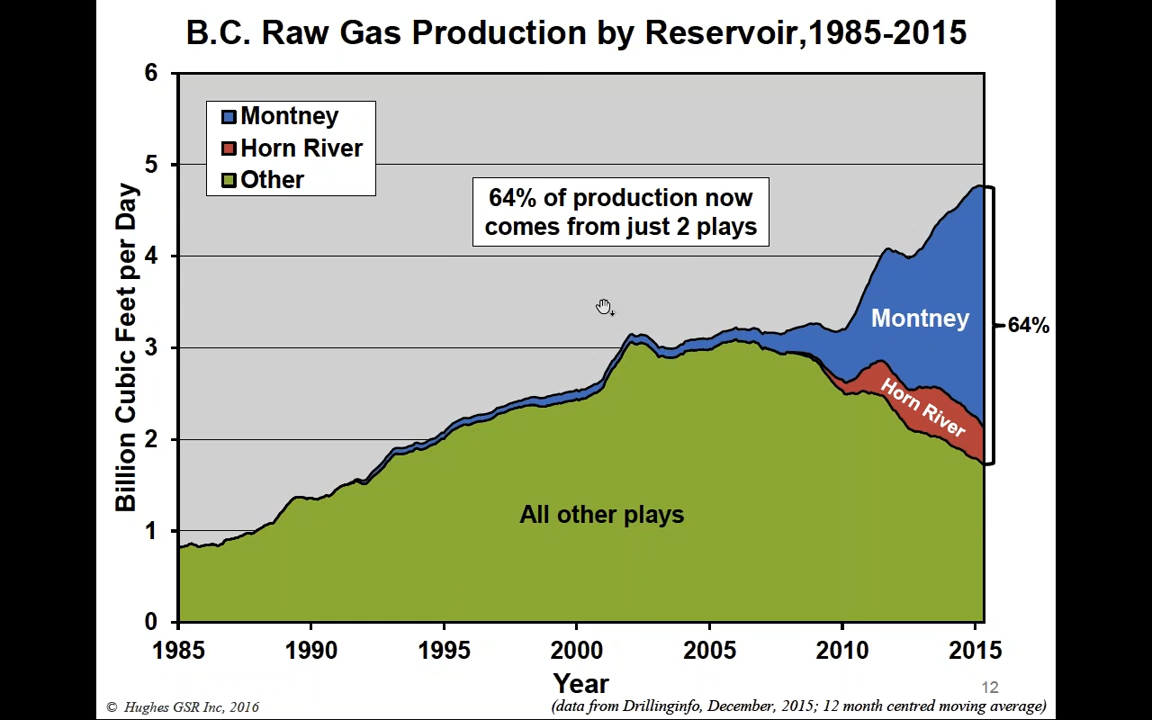 B.C. Raw Gas Production by Reservoir,1985-2015
6
5
4
3
2
1
0
Billion Cubic Feet per Day
Montney
Horn River
Other
64% of production now
comes from just 2 plays
Montney
64%
Horn River
All other plays
1985 1990 1995 2000 2005 2010 2015
Year
12
© Hughes GSR Inc, 2016
(data from Drillinginfo, December, 2015; 12 month centred moving average)